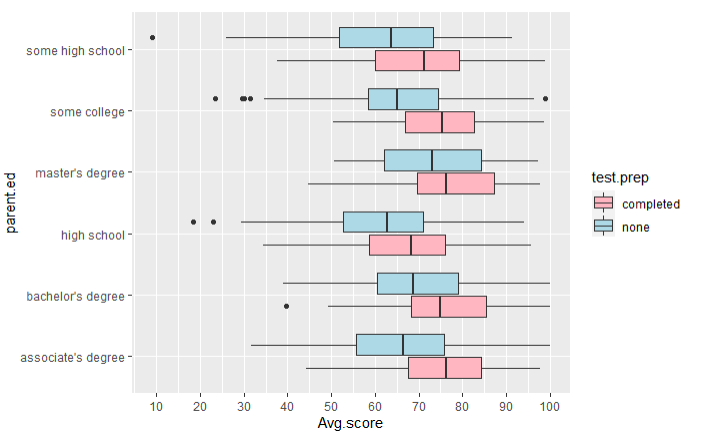 parent.ed
some high school
some college
master's degree
high school
bachelor's degree
associate's degree
10 20 30 40 50 60 70 80 90 100
Avg.score
test.prep
completed
none